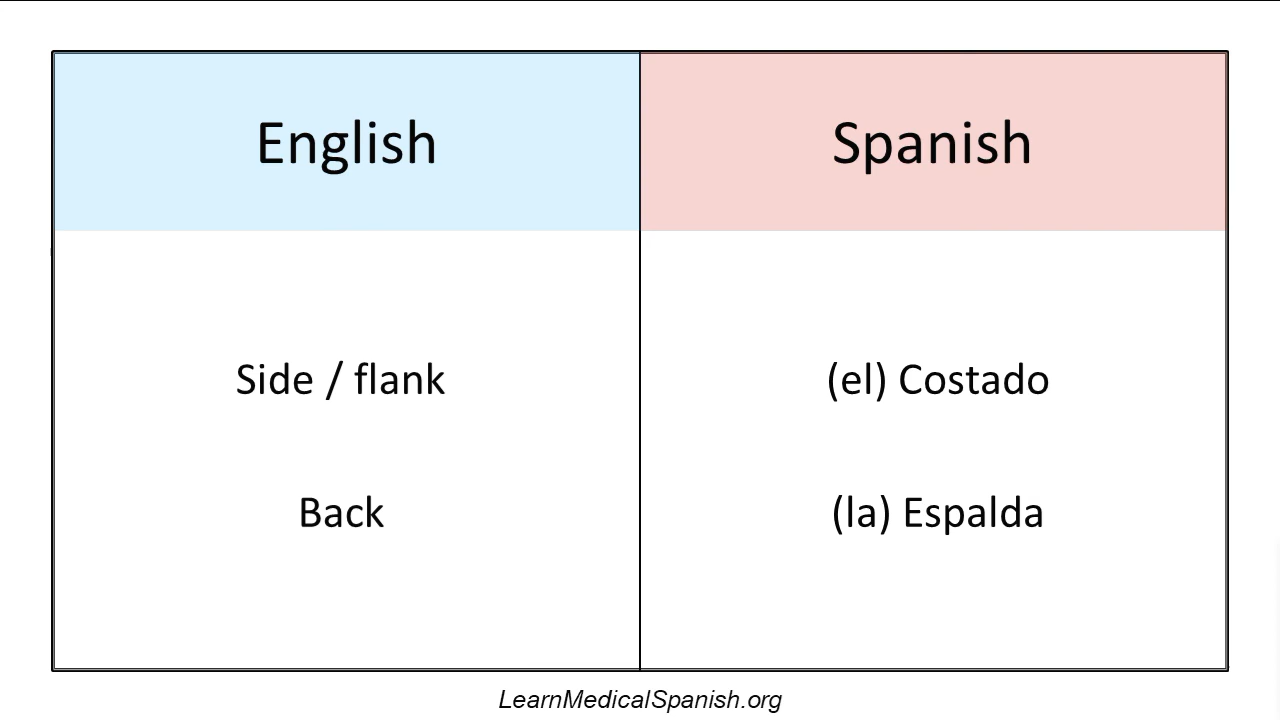 English
Spanish
Side / flank
(el) Costado
Back
(la) Espalda
LearnMedicalSpanish.org